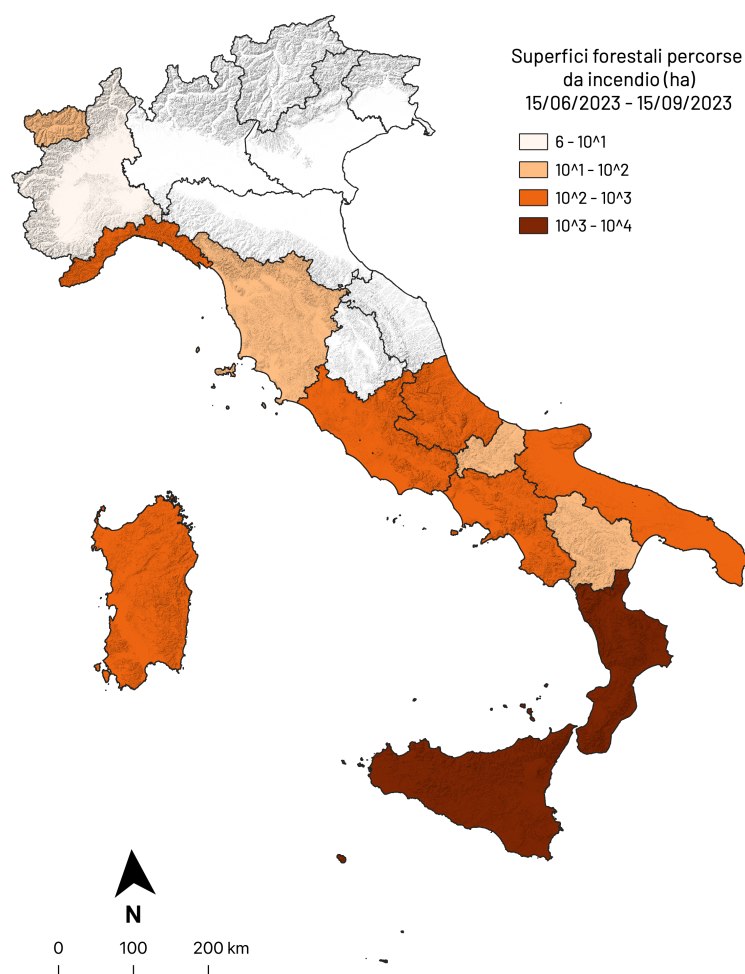 Superfici forestali percorse
da incendio (ha)
15/06/2023 - 15/09/2023
6 - 10^1
10^1 - 10^2
10^2 - 10^3
10^3 - 10^4
N
0 100 200 km